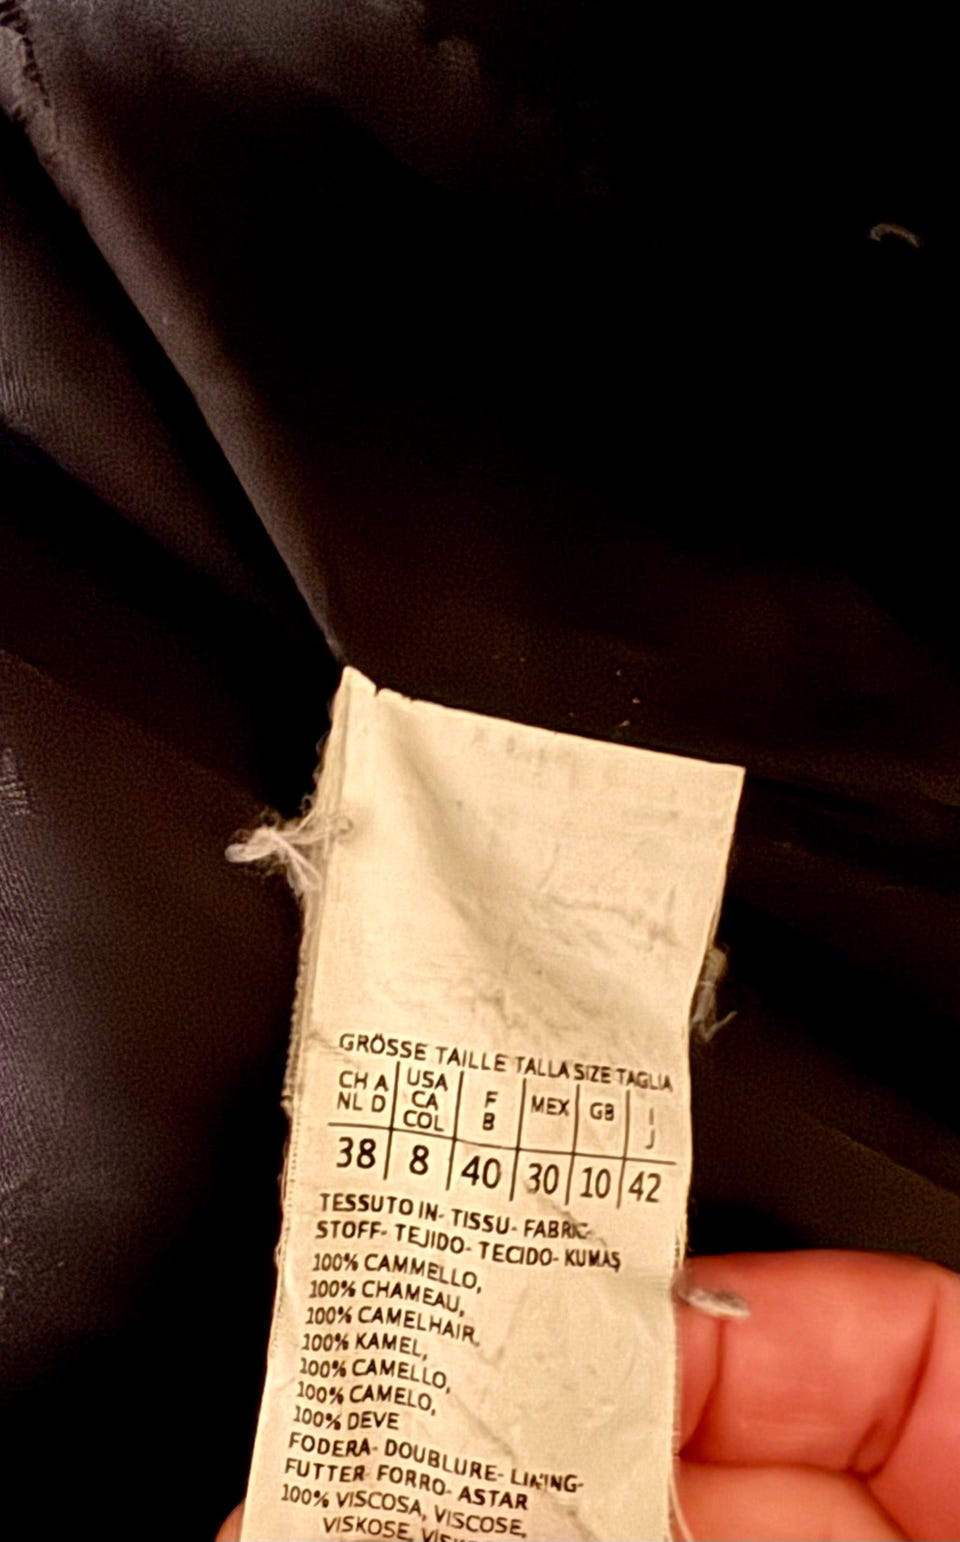 GRÖSSE TAILLE TALLA SIZE TAGLIA
CH A NL D | USA CA COL | F B | MEX | GB | I J
38 | 8 | 40 | 30 | 10 | 42
TESSUTO IN- TISSU- FABRIC-
STOFF- TEJIDO- TECIDO- KUMAŞ
100% CAMMELLO,
100% CHAMEAU,
100% CAMELHAIR,
100% KAMEL,
100% CAMELLO,
100% CAMELO,
100% DEVE
FODERA- DOUBLURE- LINING-
FUTTER- FORRO- ASTAR
100% VISCOSA, VISCOSE,
VISKOSE,